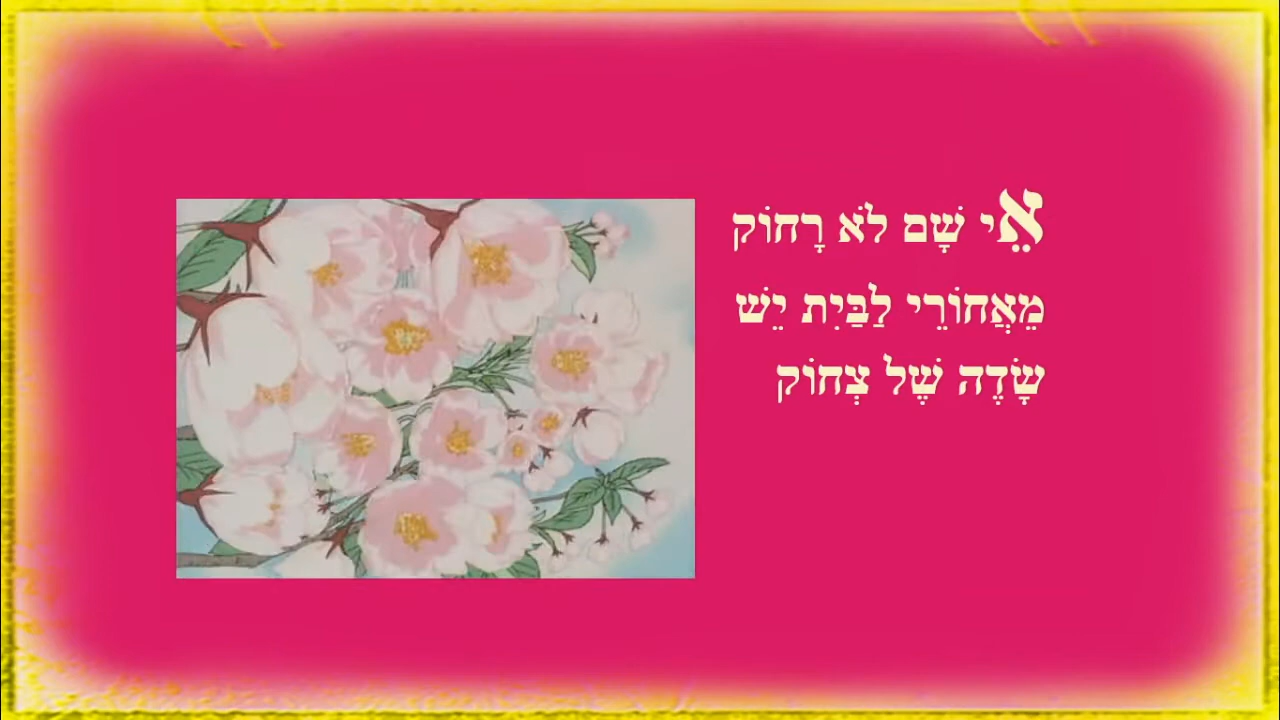 אֵי שָׁם לֹא רָחוֹק
מֵאֲחוֹרֵי לַבַּיִת יֵשׁ
שָׂדֶה שֶׁל צְחוֹק